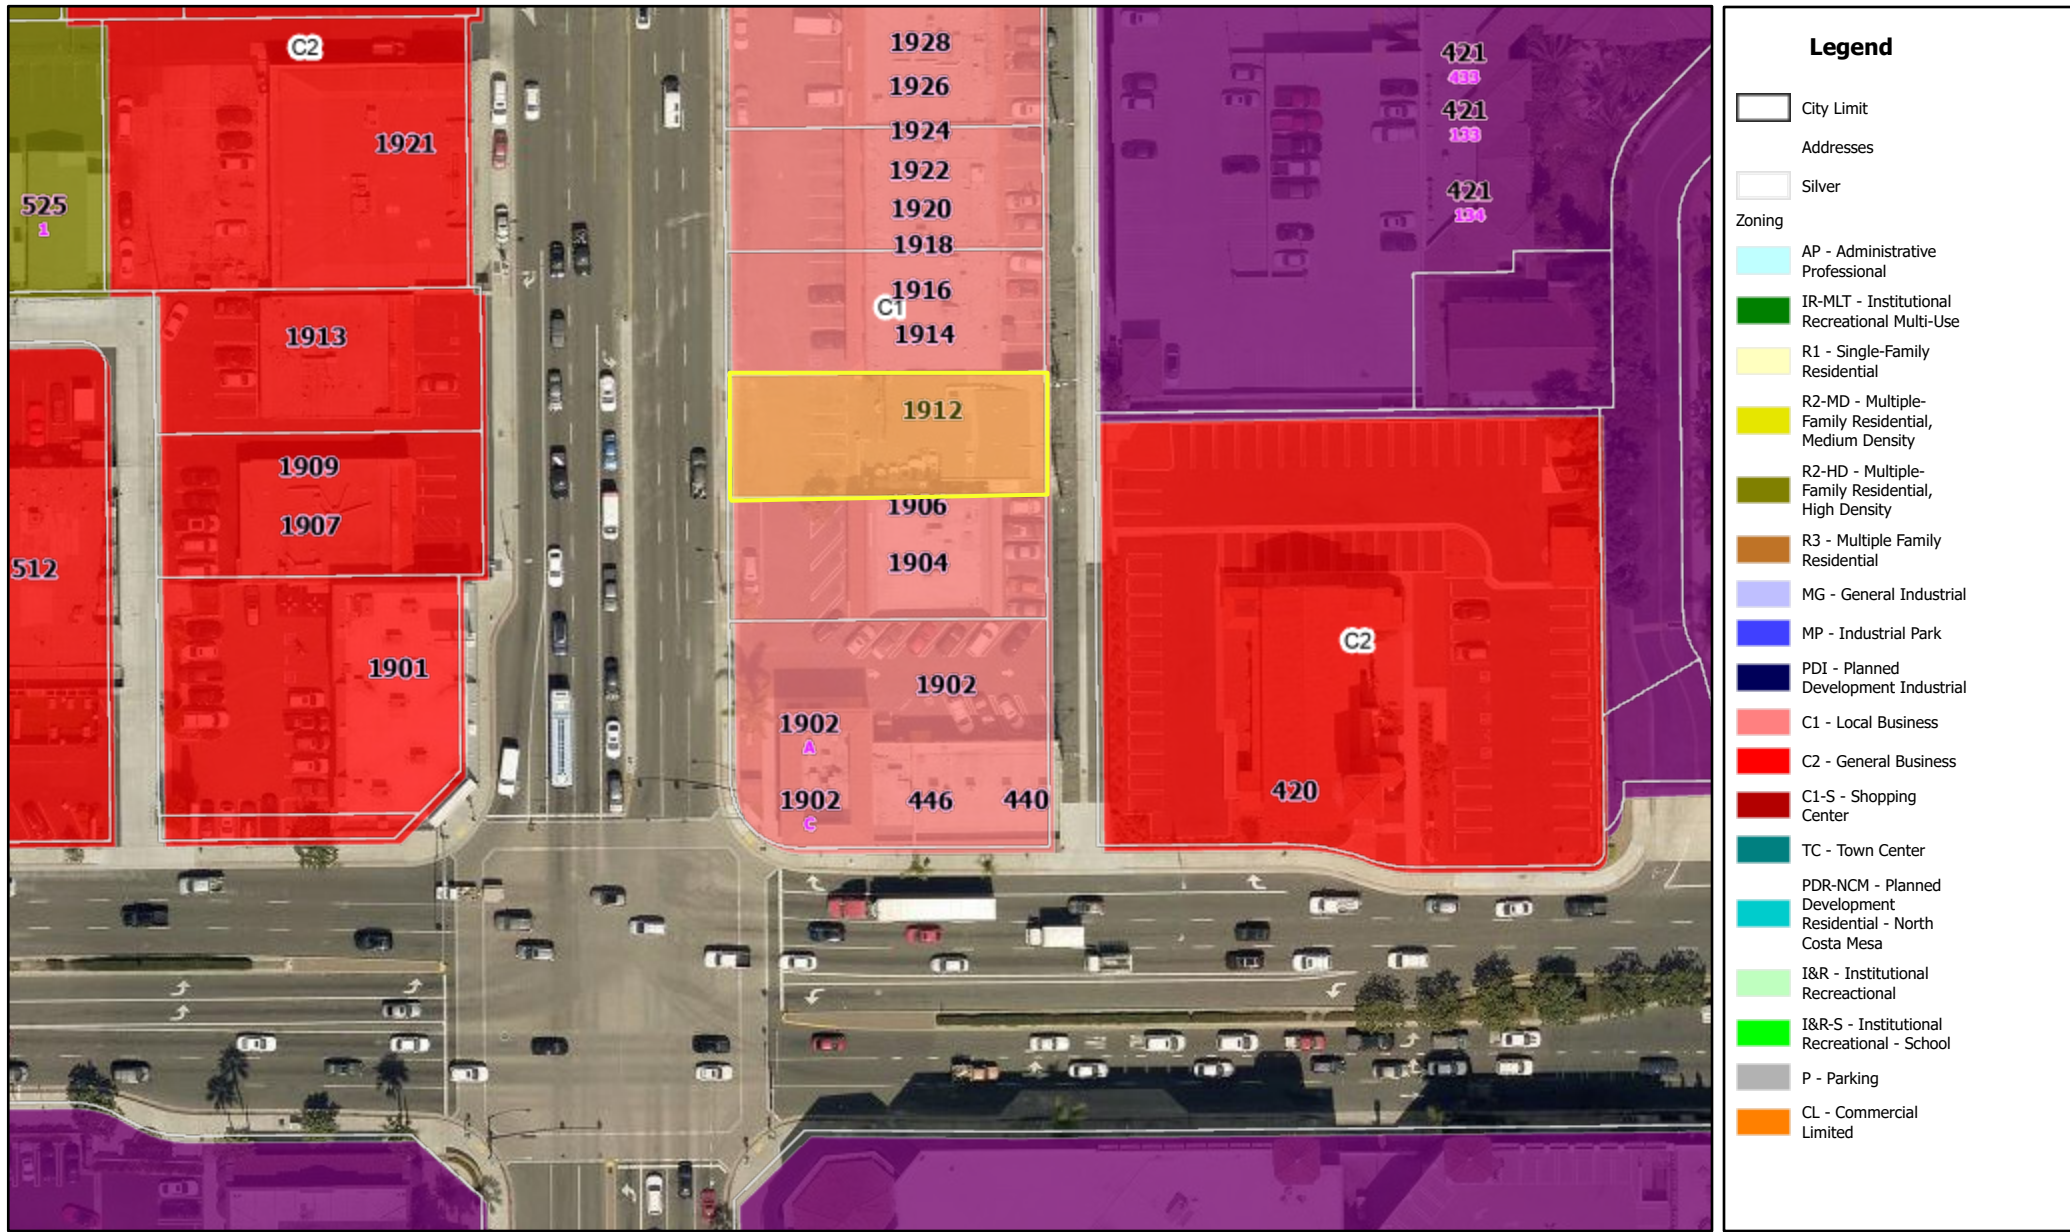 C2
1921
525
1
1913
1909
1907
512
1901
1928
1926
1924
1922
1920
1918
1916
C1
1914
1912
1906
1904
1902
1902
A
1902
C
446
440
421
433
421
133
421
134
C2
420
Legend
City Limit
Addresses
Silver
Zoning
AP - Administrative
Professional
IR-MLT - Institutional
Recreational Multi-Use
R1 - Single-Family
Residential
R2-MD - Multiple-
Family Residential,
Medium Density
R2-HD - Multiple-
Family Residential,
High Density
R3 - Multiple Family
Residential
MG - General Industrial
MP - Industrial Park
PDI - Planned
Development Industrial
C1 - Local Business
C2 - General Business
C1-S - Shopping
Center
TC - Town Center
PDR-NCM - Planned
Development
Residential - North
Costa Mesa
I&R - Institutional
Recreactional
I&R-S - Institutional
Recreational - School
P - Parking
CL - Commercial
Limited